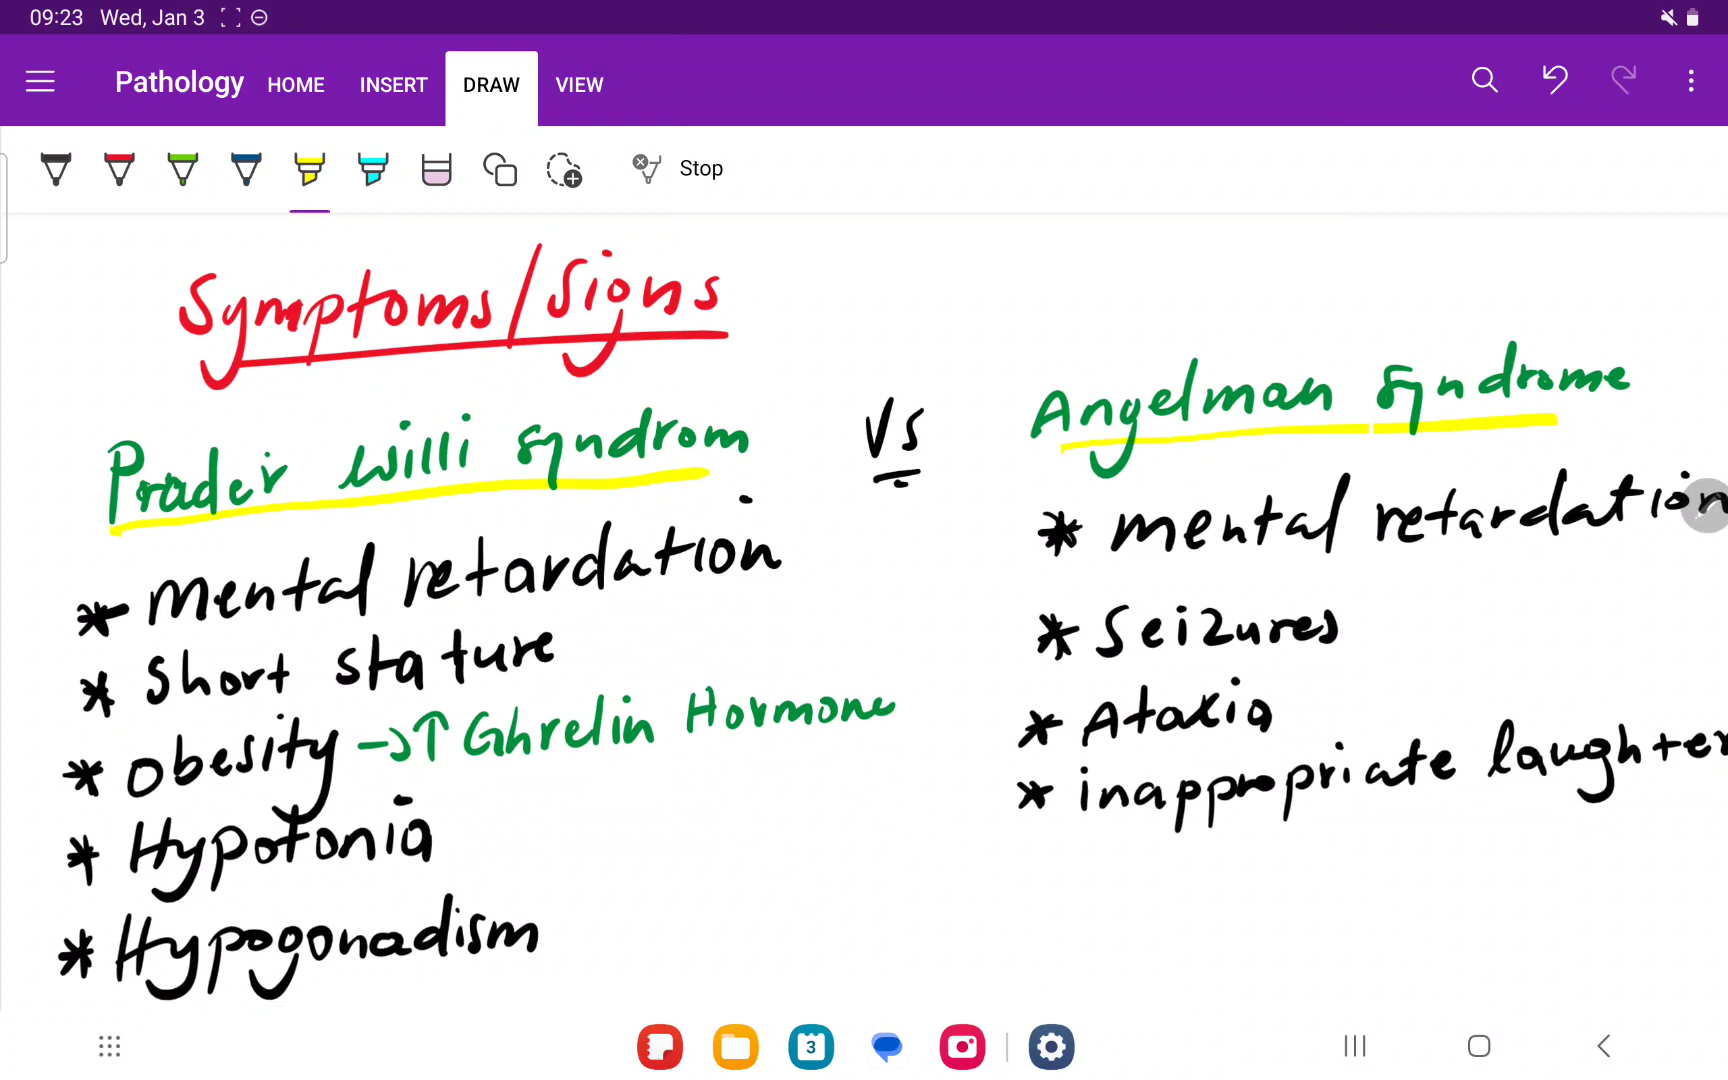 09:23 Wed, Jan 3
Pathology HOME INSERT DRAW VIEW
Stop
Symptoms/Signs
Prader willi syndrom
Vs
Angelman syndrome
* mental retardation
* Short stature
* Obesity → ↑ Ghrelin Hormone
* Hypotonia
* Hypogonadism
* mental retardation
* Seizures
* Ataxia
* inappropriate laughter
3